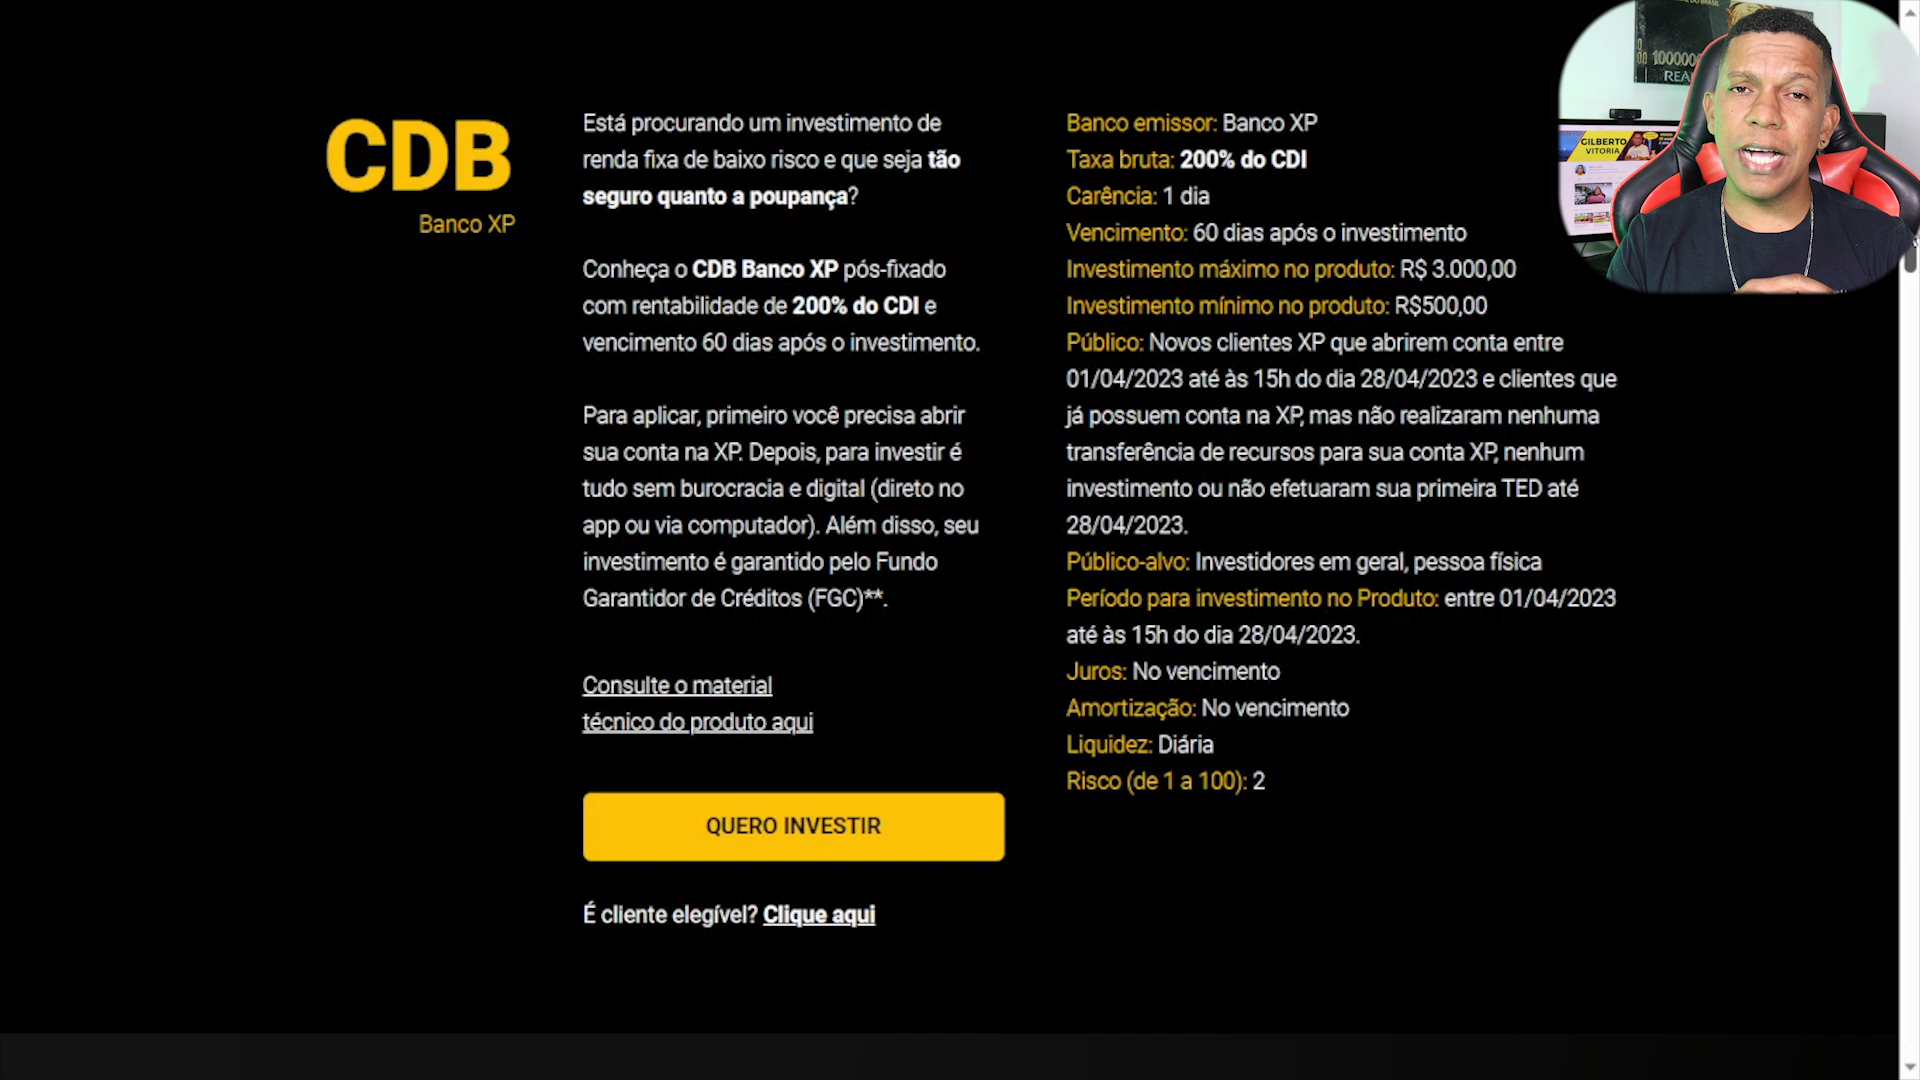 CDB
Banco XP
Está procurando um investimento de
renda fixa de baixo risco e que seja tão
seguro quanto a poupança?
Conheça o CDB Banco XP pós-fixado
com rentabilidade de 200% do CDI e
vencimento 60 dias após o investimento.
Para aplicar, primeiro você precisa abrir
sua conta na XP. Depois, para investir é
tudo sem burocracia e digital (direto no
app ou via computador). Além disso, seu
investimento é garantido pelo Fundo
Garantidor de Créditos (FGC)**.
Consulte o material
técnico do produto aqui
QUERO INVESTIR
É cliente elegível? Clique aqui
Banco emissor: Banco XP
Taxa bruta: 200% do CDI
Carência: 1 dia
Vencimento: 60 dias após o investimento
Investimento máximo no produto: R$ 3.000,00
Investimento mínimo no produto: R$500,00
Público: Novos clientes XP que abrirem conta entre
01/04/2023 até às 15h do dia 28/04/2023 e clientes que
já possuem conta na XP, mas não realizaram nenhuma
transferência de recursos para sua conta XP, nenhum
investimento ou não efetuaram sua primeira TED até
28/04/2023.
Público-alvo: Investidores em geral, pessoa física
Período para investimento no Produto: entre 01/04/2023
até às 15h do dia 28/04/2023.
Juros: No vencimento
Amortização: No vencimento
Liquidez: Diária
Risco (de 1 a 100): 2
GILBERTO
VITORIA